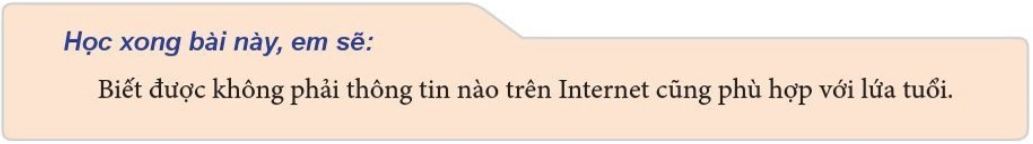 Học xong bài này, em sẽ:
Biết được không phải thông tin nào trên Internet cũng phù hợp với lứa tuổi.